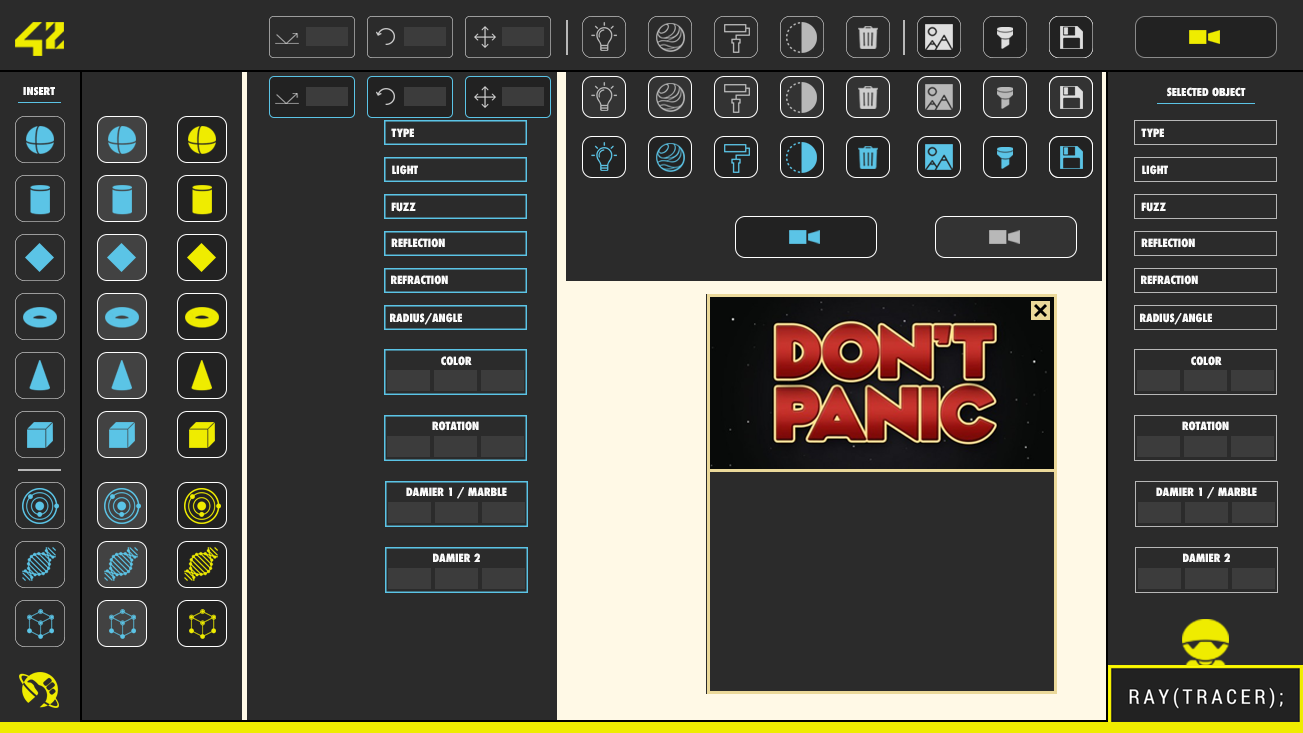 42
INSERT
TYPE
LIGHT
FUZZ
REFLECTION
REFRACTION
RADIUS/ANGLE
COLOR
ROTATION
DAMIER 1 / MARBLE
DAMIER 2
DON'T
PANIC
SELECTED OBJECT
TYPE
LIGHT
FUZZ
REFLECTION
REFRACTION
RADIUS/ANGLE
COLOR
ROTATION
DAMIER 1 / MARBLE
DAMIER 2
RAY(TRACER);